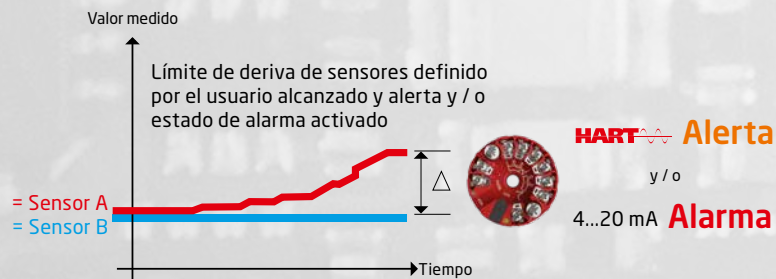 Valor medido
Límite de deriva de sensores definido
por el usuario alcanzado y alerta y / o
estado de alarma activado
HART Alerta
△
y / o
= Sensor A
= Sensor B
4...20 mA Alarma
Tiempo